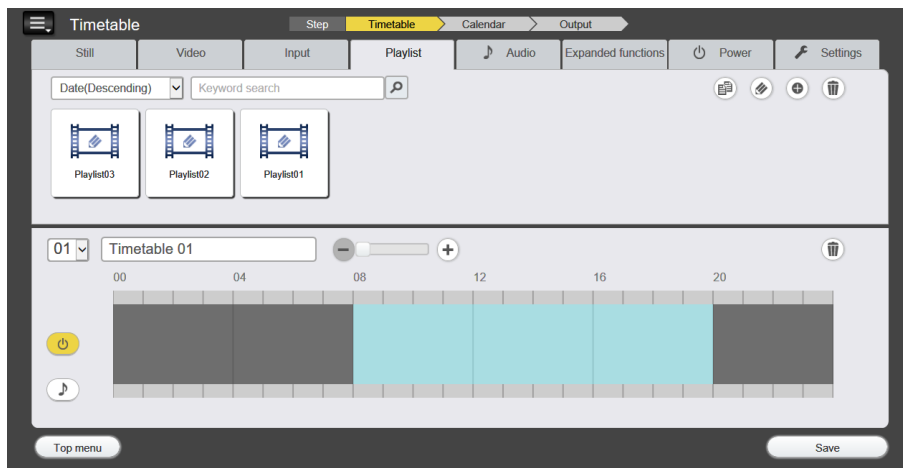 Timetable
Step Timetable Calendar Output
Still Video Input Playlist Audio Expanded functions Power Settings
Date(Descending) Keyword search
Playlist03 Playlist02 Playlist01
01 Timetable 01
00 04 08 12 16 20
Top menu Save